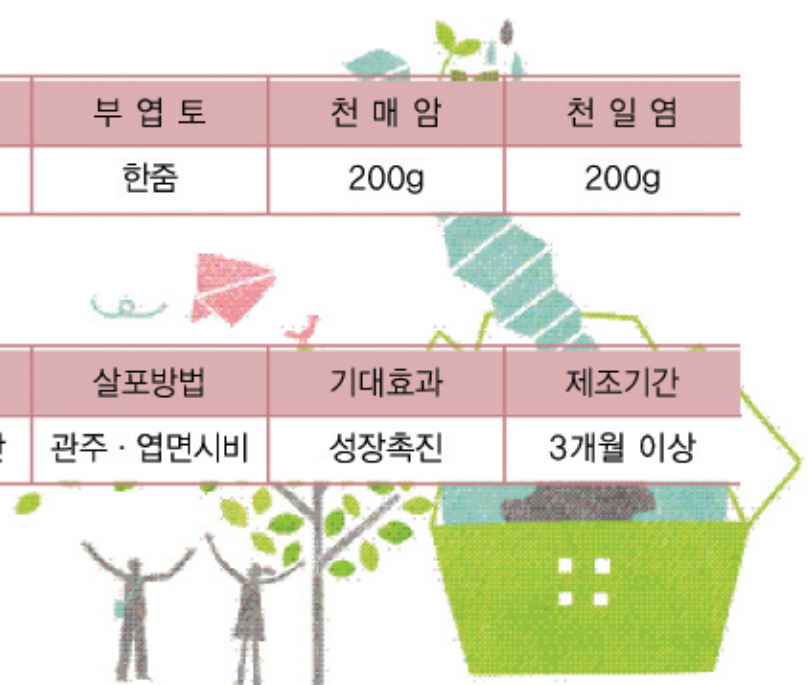 부 엽 토 천 매 암 천 일 염
한줌 200g 200g
살포방법 기대효과 제조기간
관주 · 엽면시비 성장촉진 3개월 이상